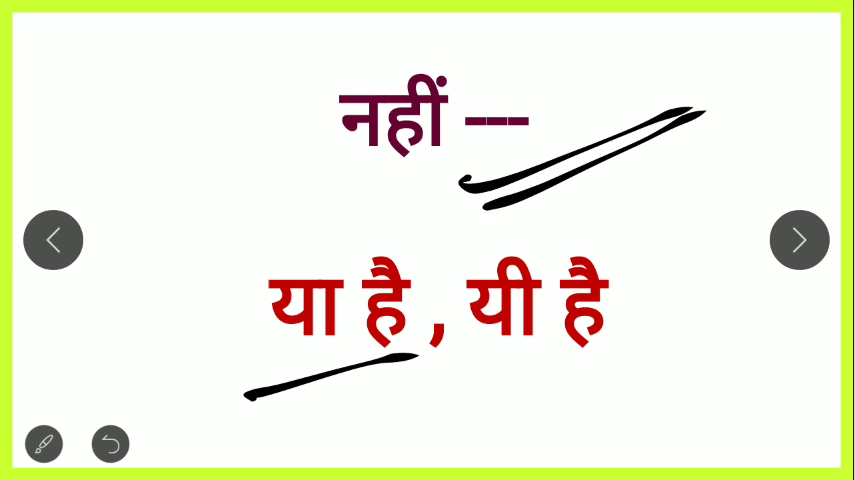 नहीं ---
या है , यी है